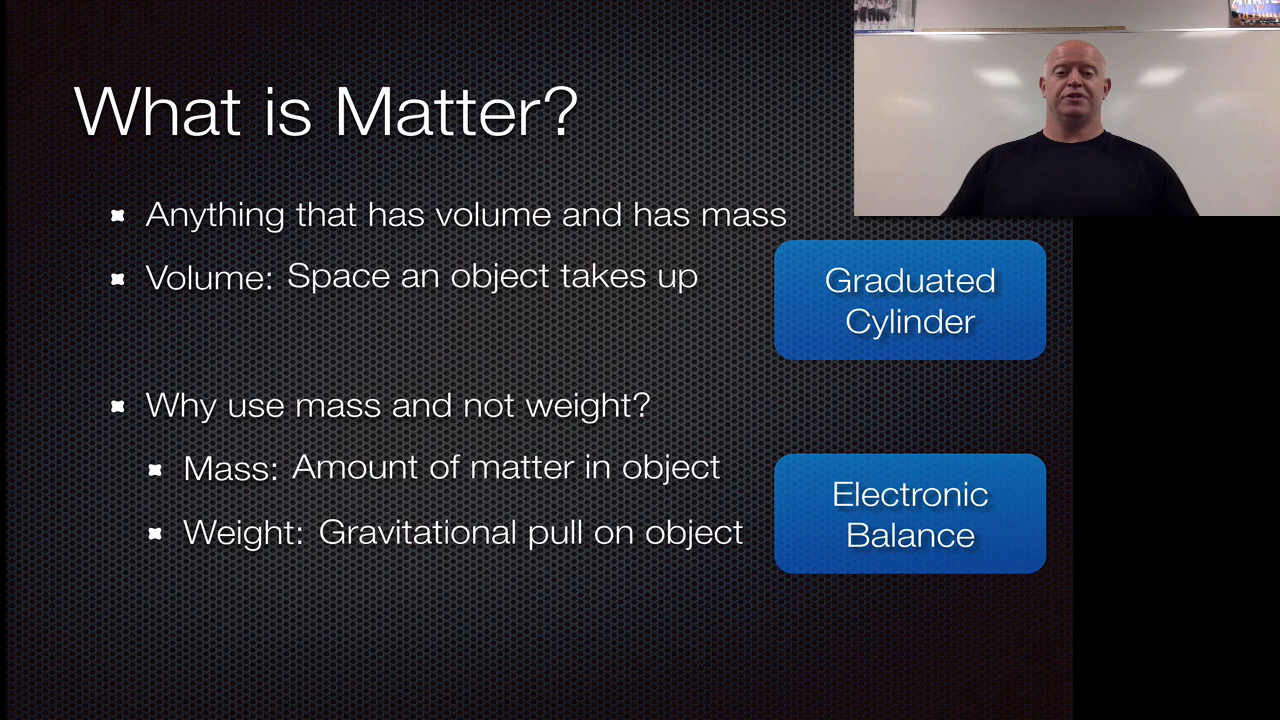 What is Matter?
Anything that has volume and has mass
Volume: Space an object takes up
Graduated
Cylinder
Why use mass and not weight?
Mass: Amount of matter in object
Weight: Gravitational pull on object
Electronic
Balance